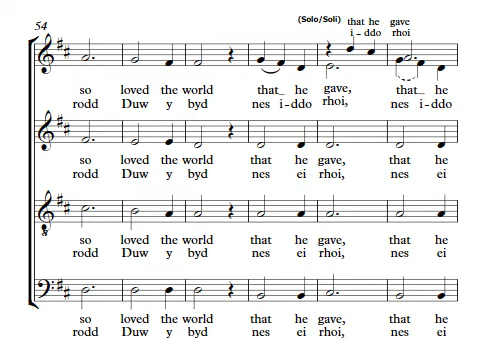 54
(Solo/Soli) that he gave
i - ddo rhoi
so loved the world that_ he gave, that_ he
rodd Duw y byd nes i-ddo rhoi, nes i-ddo
so loved the world that he gave, that he
rodd Duw y byd nes ei rhoi, nes ei
8
so loved the world that he gave, that he
rodd Duw y byd nes ei rhoi, nes ei
so loved the world that he gave, that he
rodd Duw y byd nes ei rhoi, nes ei